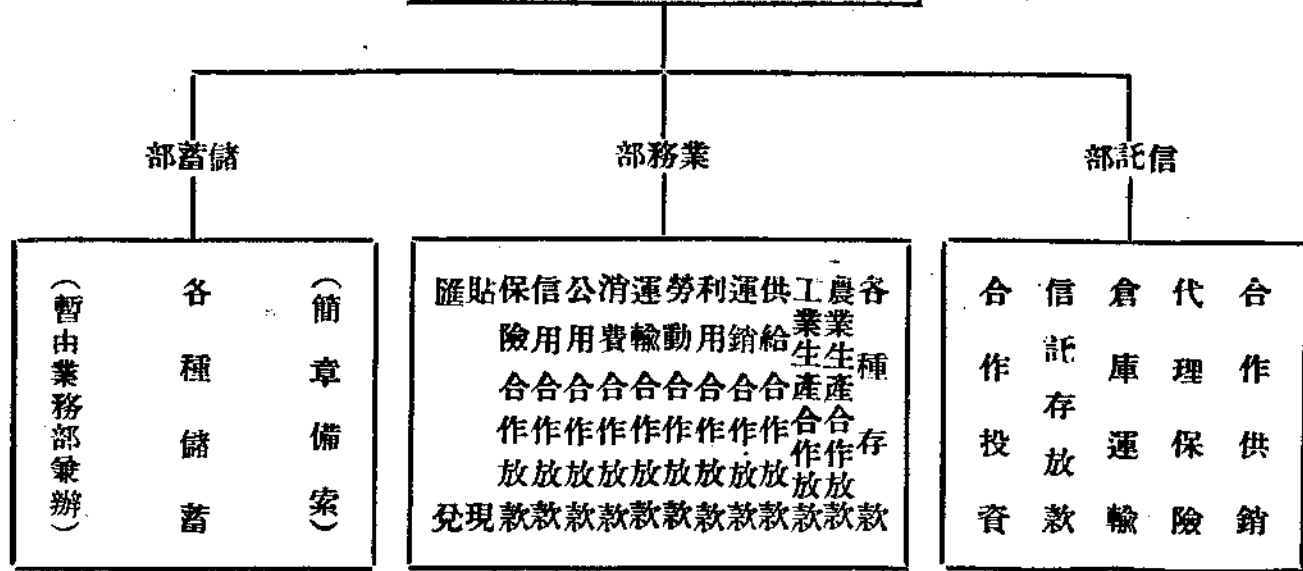 信託部
合作供銷
代理保險
倉庫運輸
信託存放款
合作投資
業務部
各種存款
農業生產合作放款
工業生產合作放款
供給合作放款
運銷合作放款
利用合作放款
勞動合作放款
運輸合作放款
消費合作放款
公用合作放款
信用合作放款
保險合作放款
貼現
匯兌
儲蓄部
（簡章備索）
各種儲蓄
（暫由業務部兼辦）